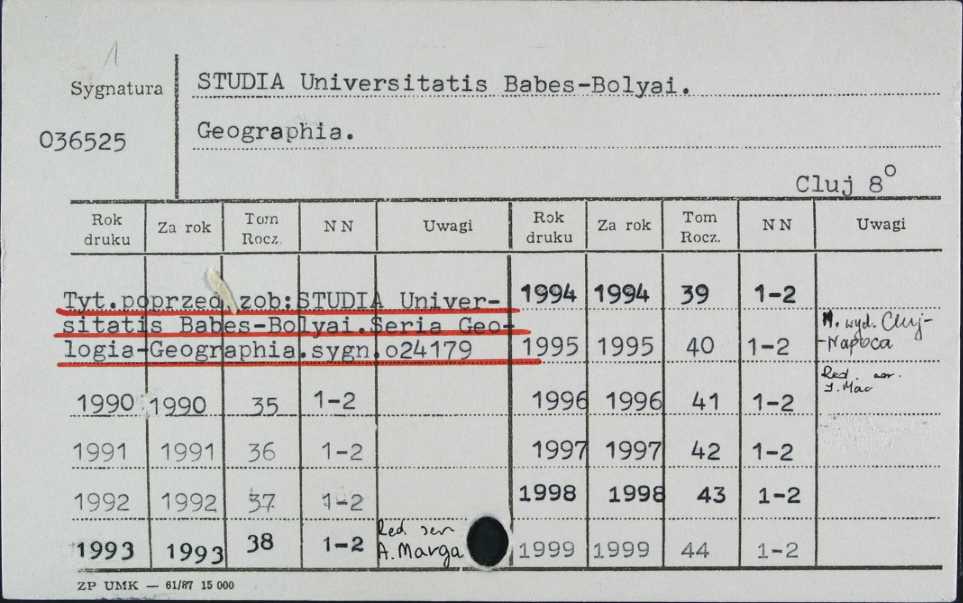 1
Sygnatura
STUDIA Universitatis Babes-Bolyai.
036525
Geographia.
Cluj 8°
Rok druku Za rok Tom Rocz. NN Uwagi Rok druku Za rok Tom Rocz. NN Uwagi
Tyt.poprzed.zob:STUDIA Univer-
sitatis Babes-Bolyai.Seria Geo-
logia-Geographia.sygn.o24179
1990 1990 35 1-2
1991 1991 36 1-2
1992 1992 37 1-2
1993 1993 38 1-2 Red. A. Marga
1994 1994 39 1-2
1995 1995 40 1-2 M. wyd. Cluj-
-Napoca
1996 1996 41 1-2 Red.
1997 1997 42 1-2
1998 1998 43 1-2
1999 1999 44 1-2
ZP UMK — 61/87 15 000